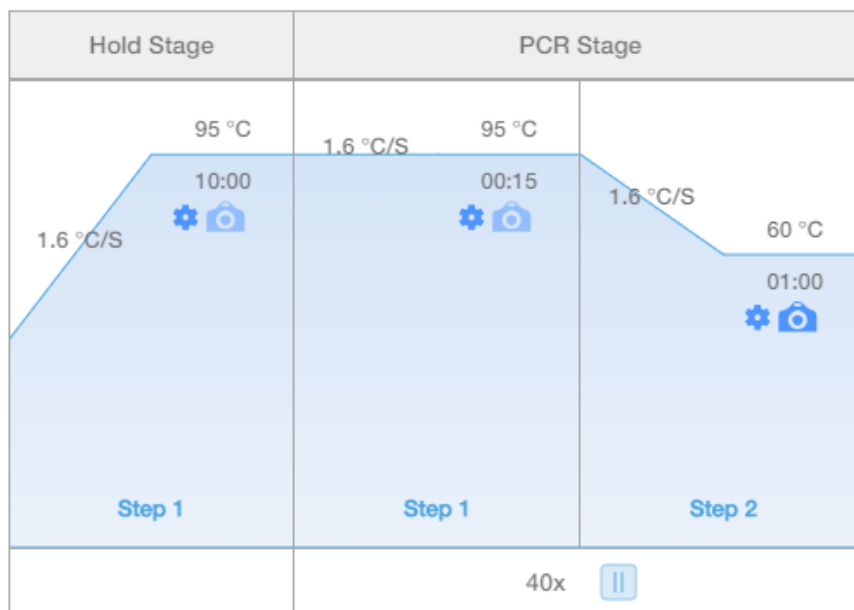 Hold Stage
PCR Stage
95 °C
10:00
1.6 °C/S
Step 1
1.6 °C/S
95 °C
00:15
Step 1
1.6 °C/S
60 °C
01:00
Step 2
40x